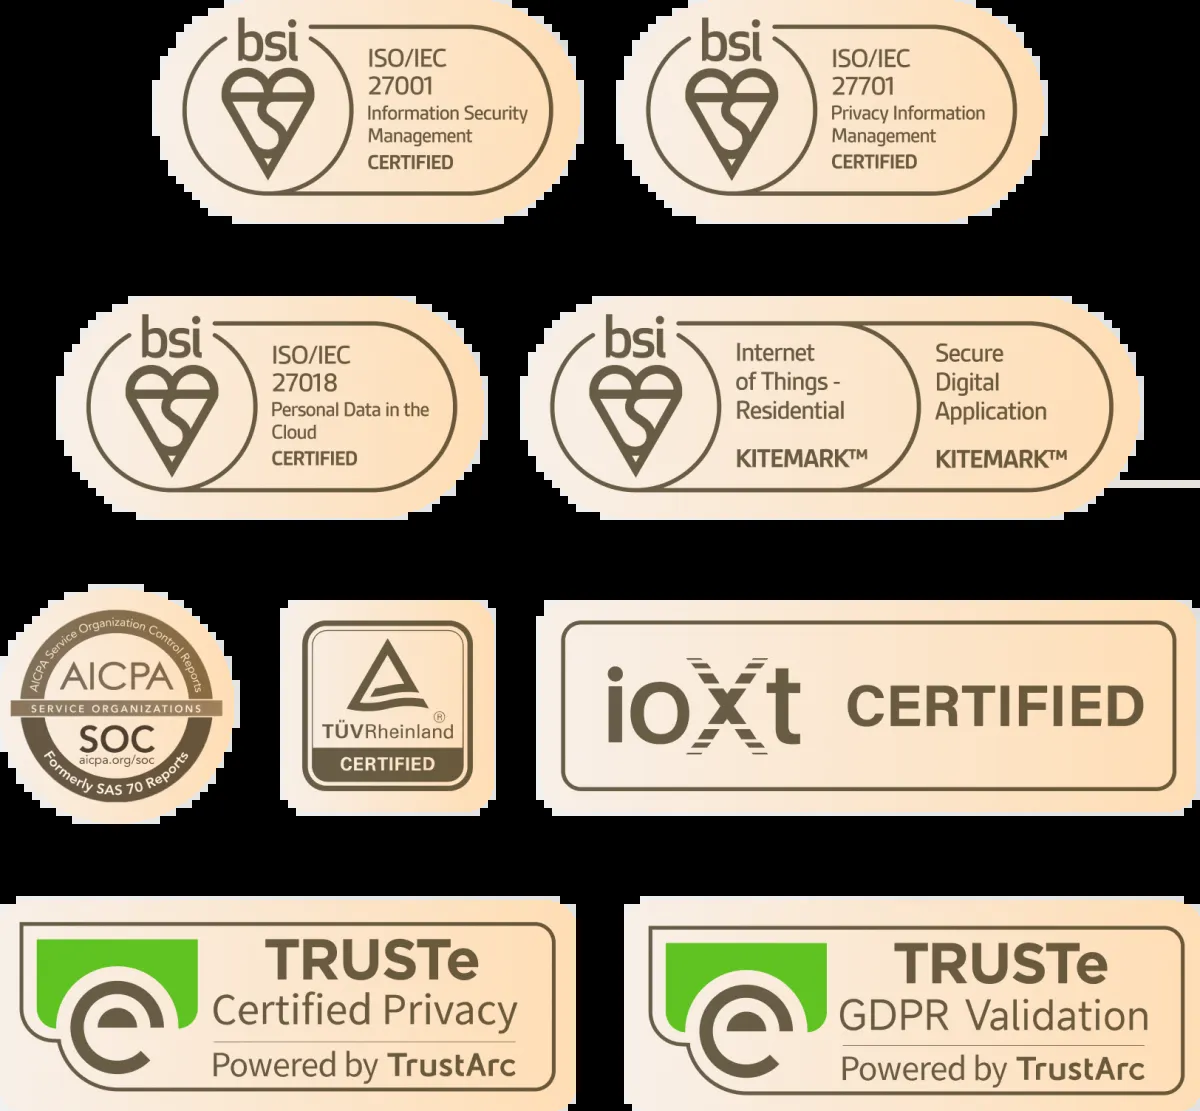 bsi
ISO/IEC
27001
Information Security
Management
CERTIFIED
bsi
ISO/IEC
27701
Privacy Information
Management
CERTIFIED
bsi
ISO/IEC
27018
Personal Data in the
Cloud
CERTIFIED
bsi
Internet
of Things -
Residential
KITEMARK™
Secure
Digital
Application
KITEMARK™
AICPA Service Organization Control Reports
AICPA
SERVICE ORGANIZATIONS
SOC
aicpa.org/soc
Formerly SAS 70 Reports
®
TÜVRheinland
CERTIFIED
ioXt CERTIFIED
TRUSTe
Certified Privacy
Powered by TrustArc
TRUSTe
GDPR Validation
Powered by TrustArc